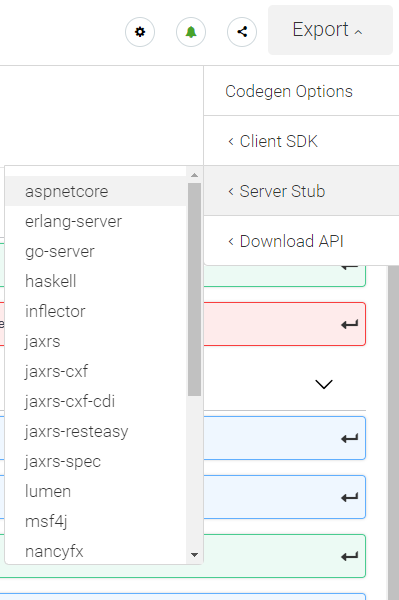 Export
Codegen Options
Client SDK
Server Stub
Download API
aspnetcore
erlang-server
go-server
haskell
inflector
jaxrs
jaxrs-cxf
jaxrs-cxf-cdi
jaxrs-resteasy
jaxrs-spec
lumen
msf4j
nancyfx